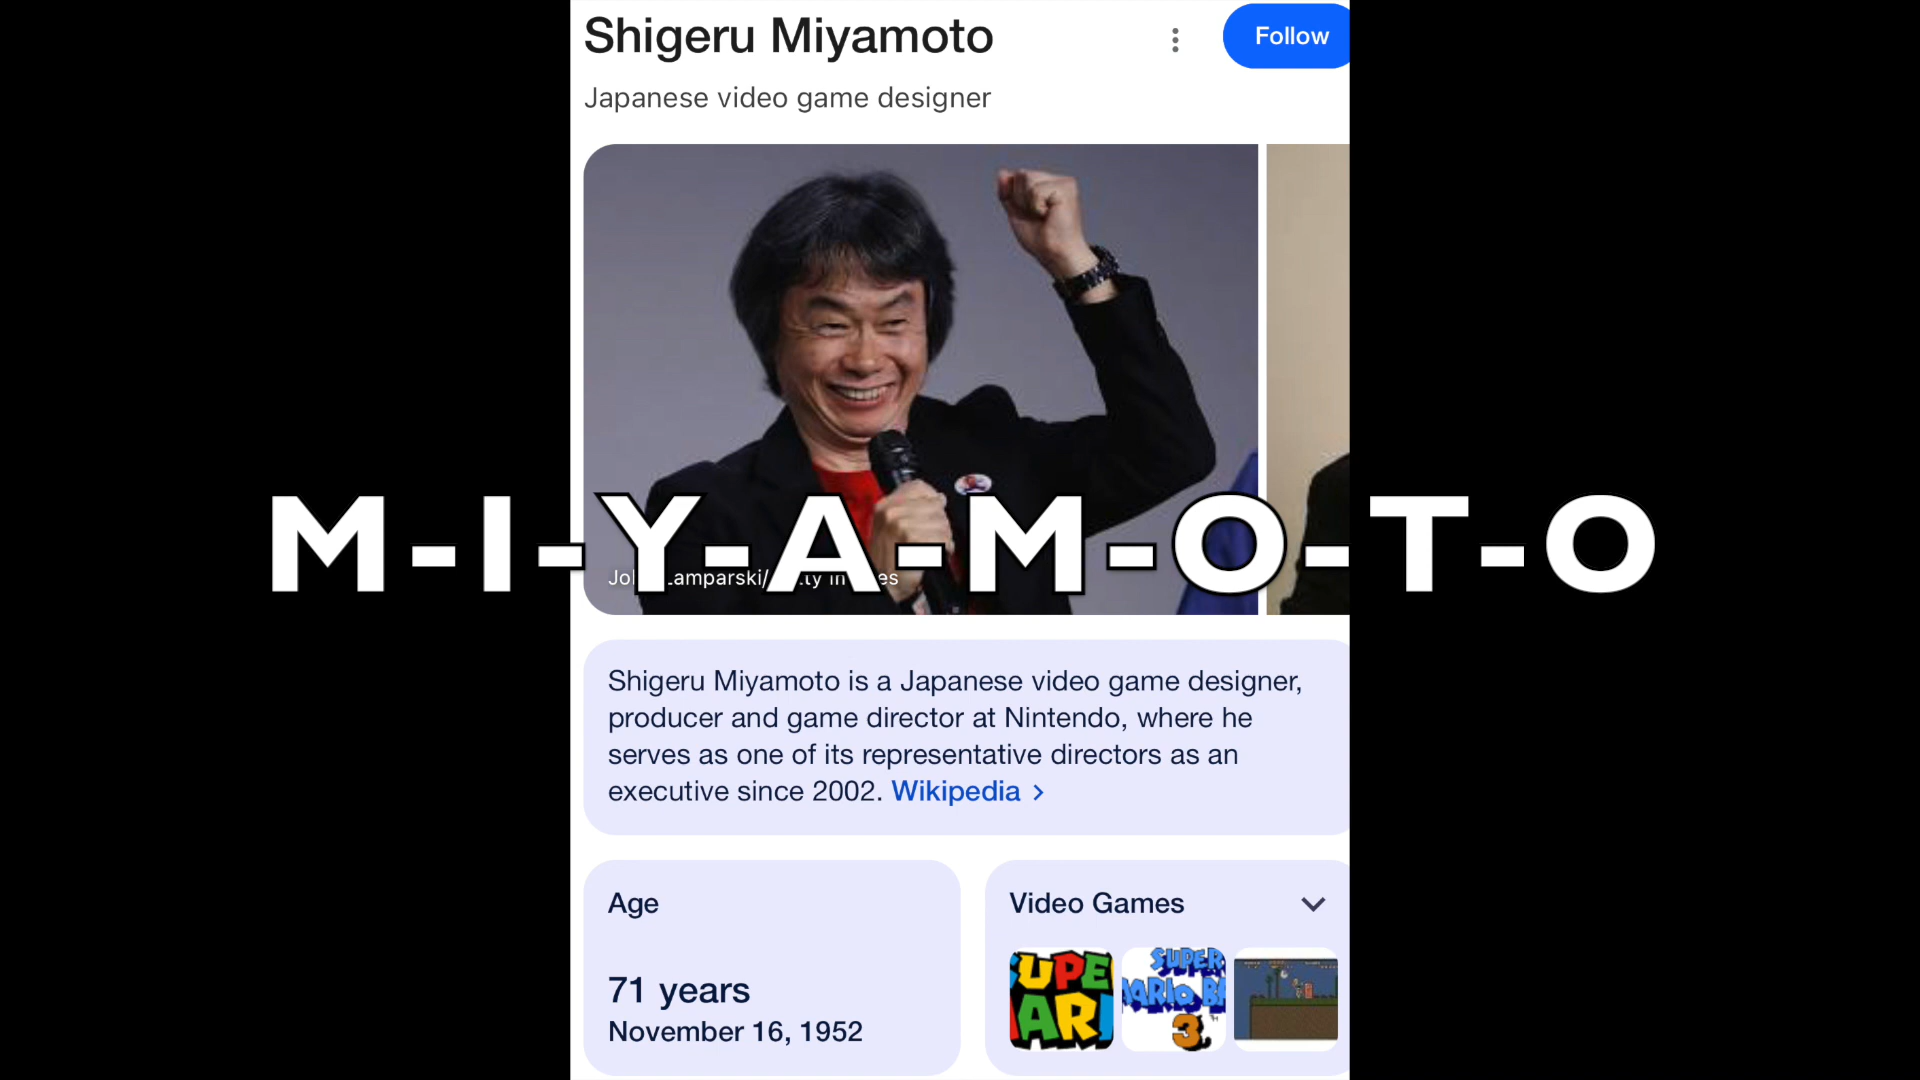 Shigeru Miyamoto
Follow
Japanese video game designer
M-I-Y-A-M-O-T-O
Shigeru Miyamoto is a Japanese video game designer,
producer and game director at Nintendo, where he
serves as one of its representative directors as an
executive since 2002. Wikipedia >
Age
71 years
November 16, 1952
Video Games
SUPER
3